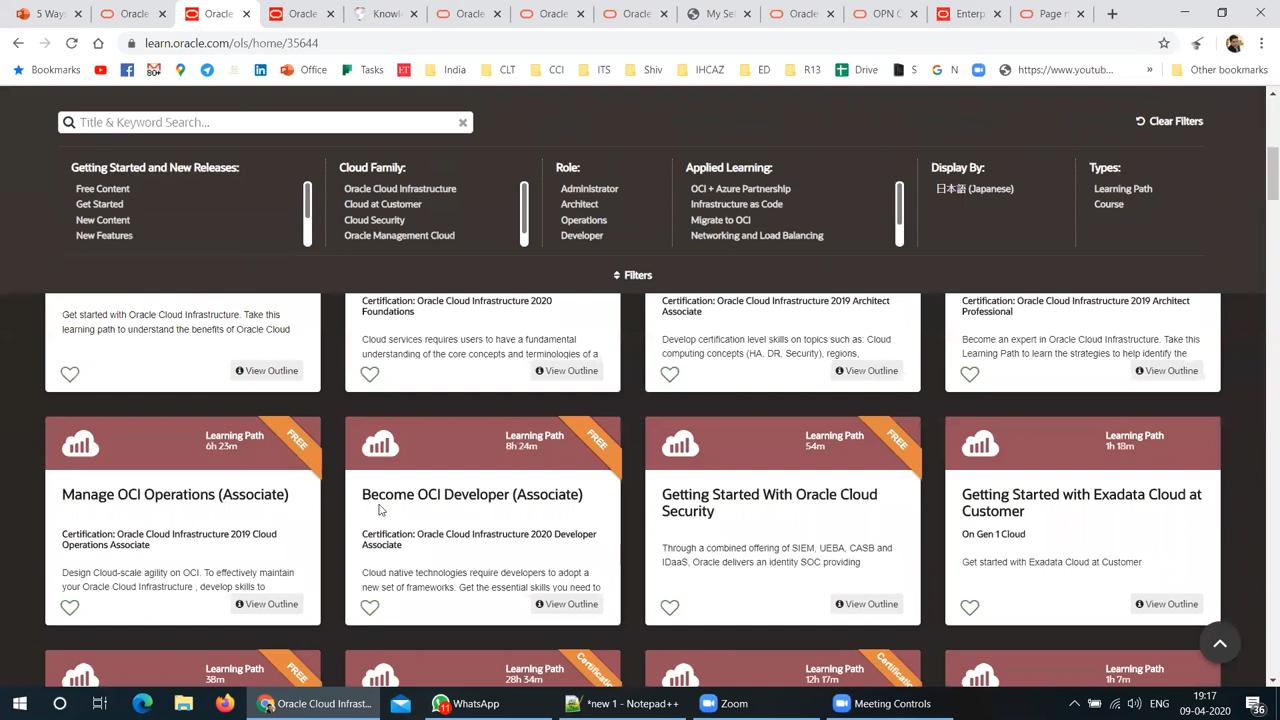 5 Ways
Oracle
Oracle
Oracle
Knowle
Oracle
Oracle
Oracle
My Set
Oracle
OPN C
Enterp
Page n
learn.oracle.com/ols/home/35644
Bookmarks
Office
Tasks
India
CLT
CCI
ITS
Shiv
IHCAZ
ED
R13
Drive
S
N
https://www.youtub...
»
Other bookmarks
Title & Keyword Search...
Clear Filters
Getting Started and New Releases:
Free Content
Get Started
New Content
New Features
Cloud Family:
Oracle Cloud Infrastructure
Cloud at Customer
Cloud Security
Oracle Management Cloud
Role:
Administrator
Architect
Operations
Developer
Applied Learning:
OCI + Azure Partnership
Infrastructure as Code
Migrate to OCI
Networking and Load Balancing
Display By:
日本語 (Japanese)
Types:
Learning Path
Course
Filters
Get started with Oracle Cloud Infrastructure. Take this
learning path to understand the benefits of Oracle Cloud
View Outline
Certification: Oracle Cloud Infrastructure 2020
Foundations
Cloud services requires users to have a fundamental
understanding of the core concepts and terminologies of a
View Outline
Certification: Oracle Cloud Infrastructure 2019 Architect
Associate
Develop certification level skills on topics such as: Cloud
computing concepts (HA, DR, Security), regions,
View Outline
Certification: Oracle Cloud Infrastructure 2019 Architect
Professional
Become an expert in Oracle Cloud Infrastructure. Take this
Learning Path to learn the strategies to help identify the
View Outline
Learning Path
6h 23m
FREE
Manage OCI Operations (Associate)
Certification: Oracle Cloud Infrastructure 2019 Cloud
Operations Associate
Design Cloud-scale agility on OCI. To effectively maintain
your Oracle Cloud Infrastructure , develop skills to
View Outline
Learning Path
8h 24m
FREE
Become OCI Developer (Associate)
Certification: Oracle Cloud Infrastructure 2020 Developer
Associate
Cloud native technologies require developers to adopt a
new set of frameworks. Get the essential skills you need to
View Outline
Learning Path
54m
FREE
Getting Started With Oracle Cloud
Security
Through a combined offering of SIEM, UEBA, CASB and
IDaaS, Oracle delivers an identity SOC providing
View Outline
Learning Path
1h 18m
Getting Started with Exadata Cloud at
Customer
On Gen 1 Cloud
Get started with Exadata Cloud at Customer
View Outline
Learning Path
38m
FREE
Learning Path
28h 34m
Certification
Learning Path
12h 17m
Certification
Learning Path
1h 7m
Oracle Cloud Infrast...
WhatsApp
*new 1 - Notepad++
Zoom
Meeting Controls
ENG
19:17
09-04-2020
36